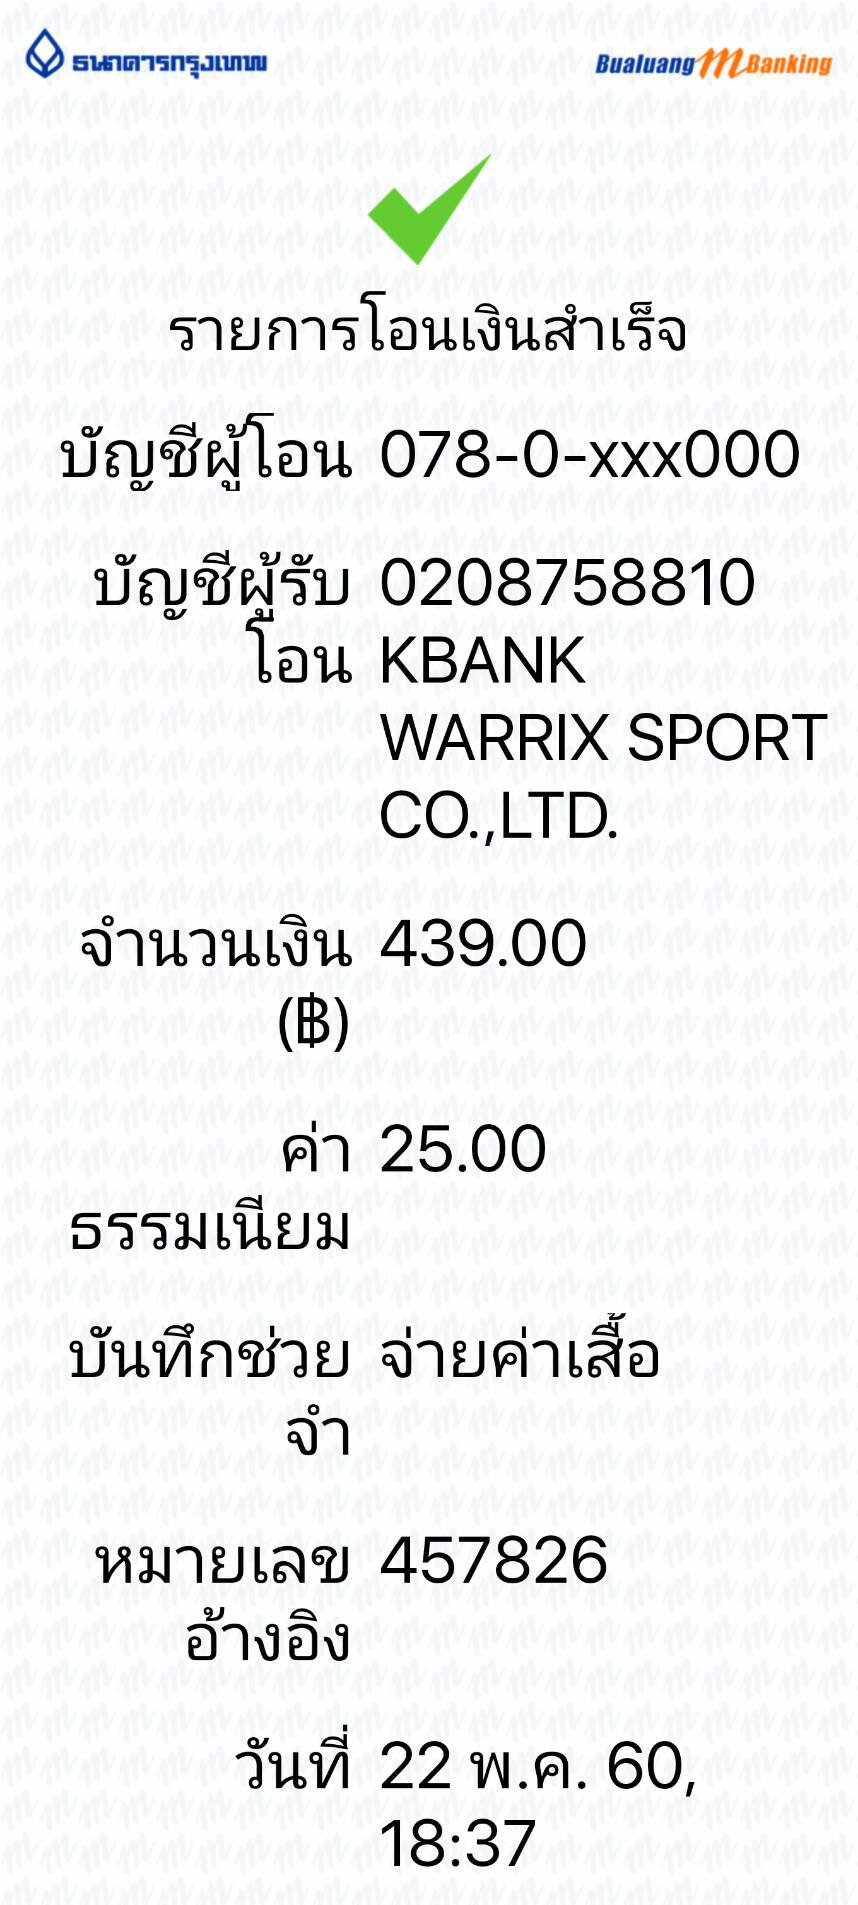 ธนาคารกรุงเทพ Bualuang mBanking
รายการโอนเงินสำเร็จ
บัญชีผู้โอน 078-0-xxx000
บัญชีผู้รับ 0208758810
โอน KBANK
WARRIX SPORT
CO.,LTD.
จำนวนเงิน 439.00
(฿)
ค่า 25.00
ธรรมเนียม
บันทึกช่วย จ่ายค่าเสื้อ
จำ
หมายเลข 457826
อ้างอิง
วันที่ 22 พ.ค. 60,
18:37